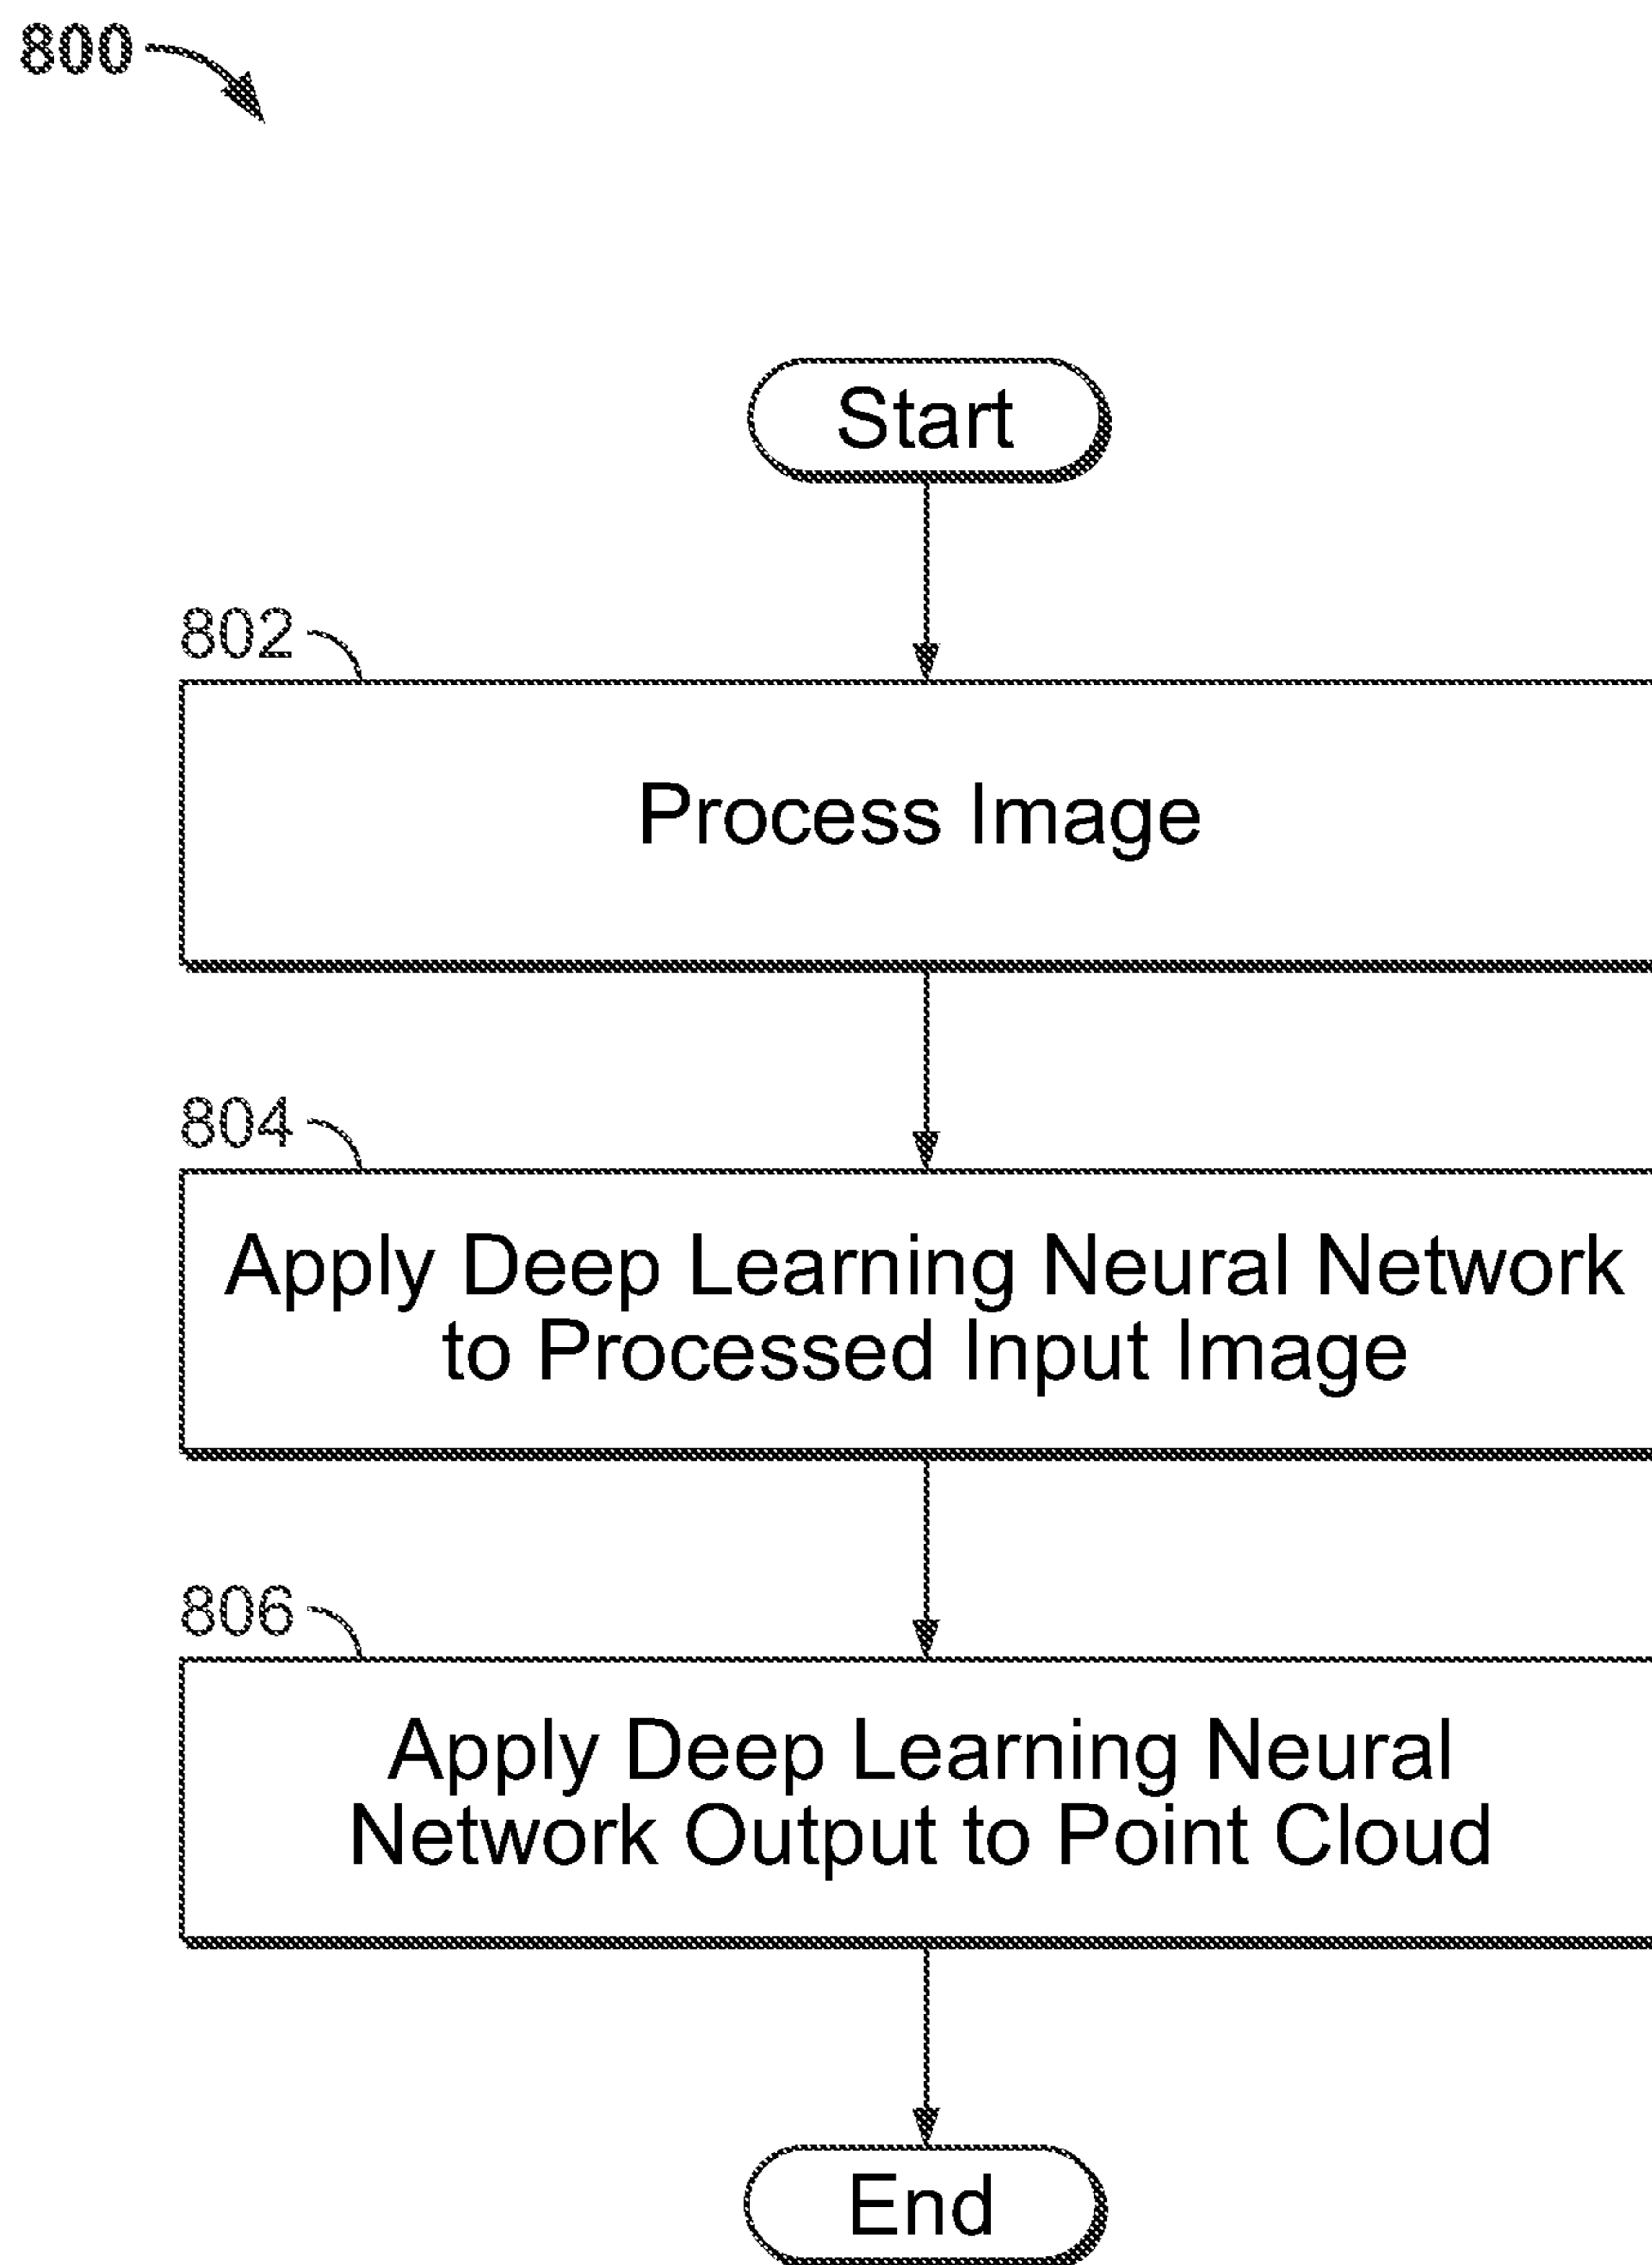 800
Start
802
Process Image
804
Apply Deep Learning Neural Network
to Processed Input Image
806
Apply Deep Learning Neural
Network Output to Point Cloud
End